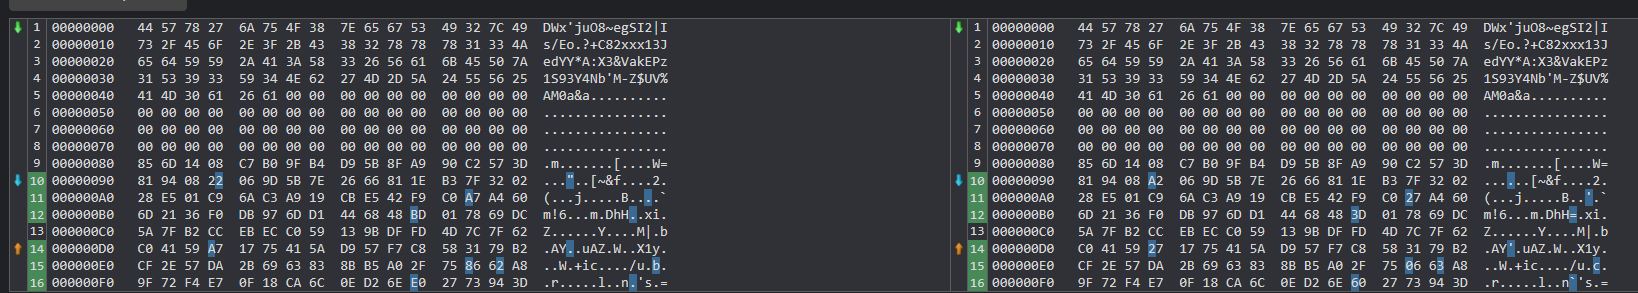 1 00000000 44 57 78 27 6A 75 4F 38 7E 65 67 53 49 32 7C 49 DWx'juO8~egSI2|I 1 00000000 44 57 78 27 6A 75 4F 38 7E 65 67 53 49 32 7C 49 DWx'juO8~egSI2|I
2 00000010 73 2F 45 6F 2E 3F 2B 43 38 32 78 78 78 31 33 4A s/Eo.?+C82xxx13J 2 00000010 73 2F 45 6F 2E 3F 2B 43 38 32 78 78 78 31 33 4A s/Eo.?+C82xxx13J
3 00000020 65 64 59 59 2A 41 3A 58 33 26 56 61 6B 45 50 7A edYY*A:X3&VakEPz 3 00000020 65 64 59 59 2A 41 3A 58 33 26 56 61 6B 45 50 7A edYY*A:X3&VakEPz
4 00000030 31 53 39 33 59 34 4E 62 27 4D 2D 5A 24 55 56 25 1S93Y4Nb'M-Z$UV% 4 00000030 31 53 39 33 59 34 4E 62 27 4D 2D 5A 24 55 56 25 1S93Y4Nb'M-Z$UV%
5 00000040 41 4D 30 61 26 61 00 00 00 00 00 00 00 00 00 00 AM0a&a.......... 5 00000040 41 4D 30 61 26 61 00 00 00 00 00 00 00 00 00 00 AM0a&a..........
6 00000050 00 00 00 00 00 00 00 00 00 00 00 00 00 00 00 00 ................ 6 00000050 00 00 00 00 00 00 00 00 00 00 00 00 00 00 00 00 ................
7 00000060 00 00 00 00 00 00 00 00 00 00 00 00 00 00 00 00 ................ 7 00000060 00 00 00 00 00 00 00 00 00 00 00 00 00 00 00 00 ................
8 00000070 00 00 00 00 00 00 00 00 00 00 00 00 00 00 00 00 ................ 8 00000070 00 00 00 00 00 00 00 00 00 00 00 00 00 00 00 00 ................
9 00000080 85 6D 14 08 C7 B0 9F B4 D9 5B 8F A9 90 C2 57 3D .m.......[....W= 9 00000080 85 6D 14 08 C7 B0 9F B4 D9 5B 8F A9 90 C2 57 3D .m.......[....W=
10 00000090 81 94 08 22 06 9D 5B 7E 26 66 81 1E B3 7F 32 02 ..."..[~&f....2. 10 00000090 81 94 08 A2 06 9D 5B 7E 26 66 81 1E B3 7F 32 02 ......[~&f....2.
11 000000A0 28 E5 01 C9 6A C3 A9 19 CB E5 42 F9 C0 A7 A4 60 (...j.....B....` 11 000000A0 28 E5 01 C9 6A C3 A9 19 CB E5 42 F9 C0 27 A4 60 (...j.....B..'.`
12 000000B0 6D 21 36 F0 DB 97 6D D1 44 68 48 BD 01 78 69 DC m!6...m.DhH..xi. 12 000000B0 6D 21 36 F0 DB 97 6D D1 44 68 48 3D 01 78 69 DC m!6...m.DhH=.xi.
13 000000C0 5A 7F B2 CC EB EC C0 59 13 9B DF FD 4D 7C 7F 62 Z......Y....M|.b 13 000000C0 5A 7F B2 CC EB EC C0 59 13 9B DF FD 4D 7C 7F 62 Z......Y....M|.b
14 000000D0 C0 41 59 A7 17 75 41 5A D9 57 F7 C8 58 31 79 B2 .AY..uAZ.W..X1y. 14 000000D0 C0 41 59 27 17 75 41 5A D9 57 F7 C8 58 31 79 B2 .AY'.uAZ.W..X1y.
15 000000E0 CF 2E 57 DA 2B 69 63 83 8B B5 A0 2F 75 86 62 A8 ..W.+ic..../u.b. 15 000000E0 CF 2E 57 DA 2B 69 63 83 8B B5 A0 2F 75 06 63 A8 ..W.+ic..../u.c.
16 000000F0 9F 72 F4 E7 0F 18 CA 6C 0E D2 6E E0 27 73 94 3D .r.....l..n.'s.= 16 000000F0 9F 72 F4 E7 0F 18 CA 6C 0E D2 6E 60 27 73 94 3D .r.....l..n`'s.=